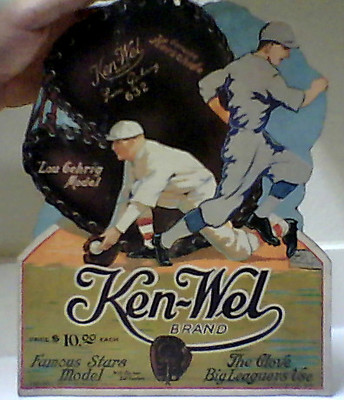 Ken-Wel
Lou Gehrig
632
Lou Gehrig
Model
Ken-Wel
BRAND
$10.00 EACH
Famous Stars
Model
The Glove
Big Leaguers Use